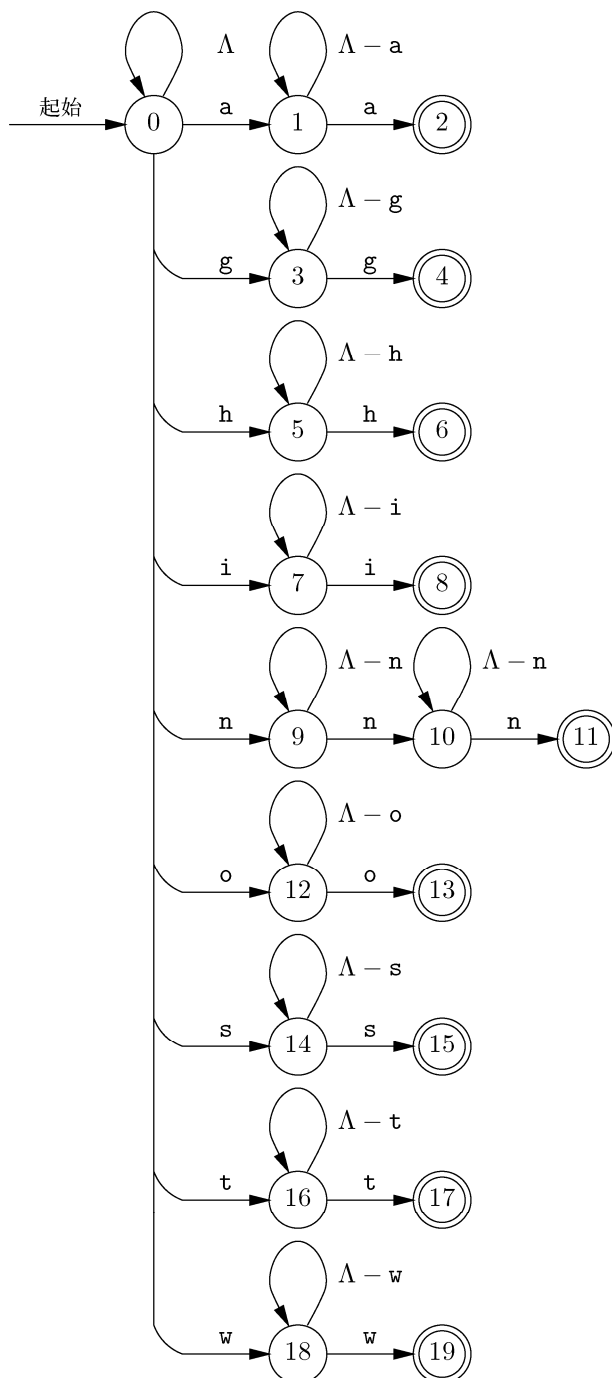 Λ Λ − a
起始 0 a 1 a 2
Λ − g
g 3 g 4
Λ − h
h 5 h 6
Λ − i
i 7 i 8
Λ − n Λ − n
n 9 n 10 n 11
Λ − o
o 12 o 13
Λ − s
s 14 s 15
Λ − t
t 16 t 17
Λ − w
w 18 w 19